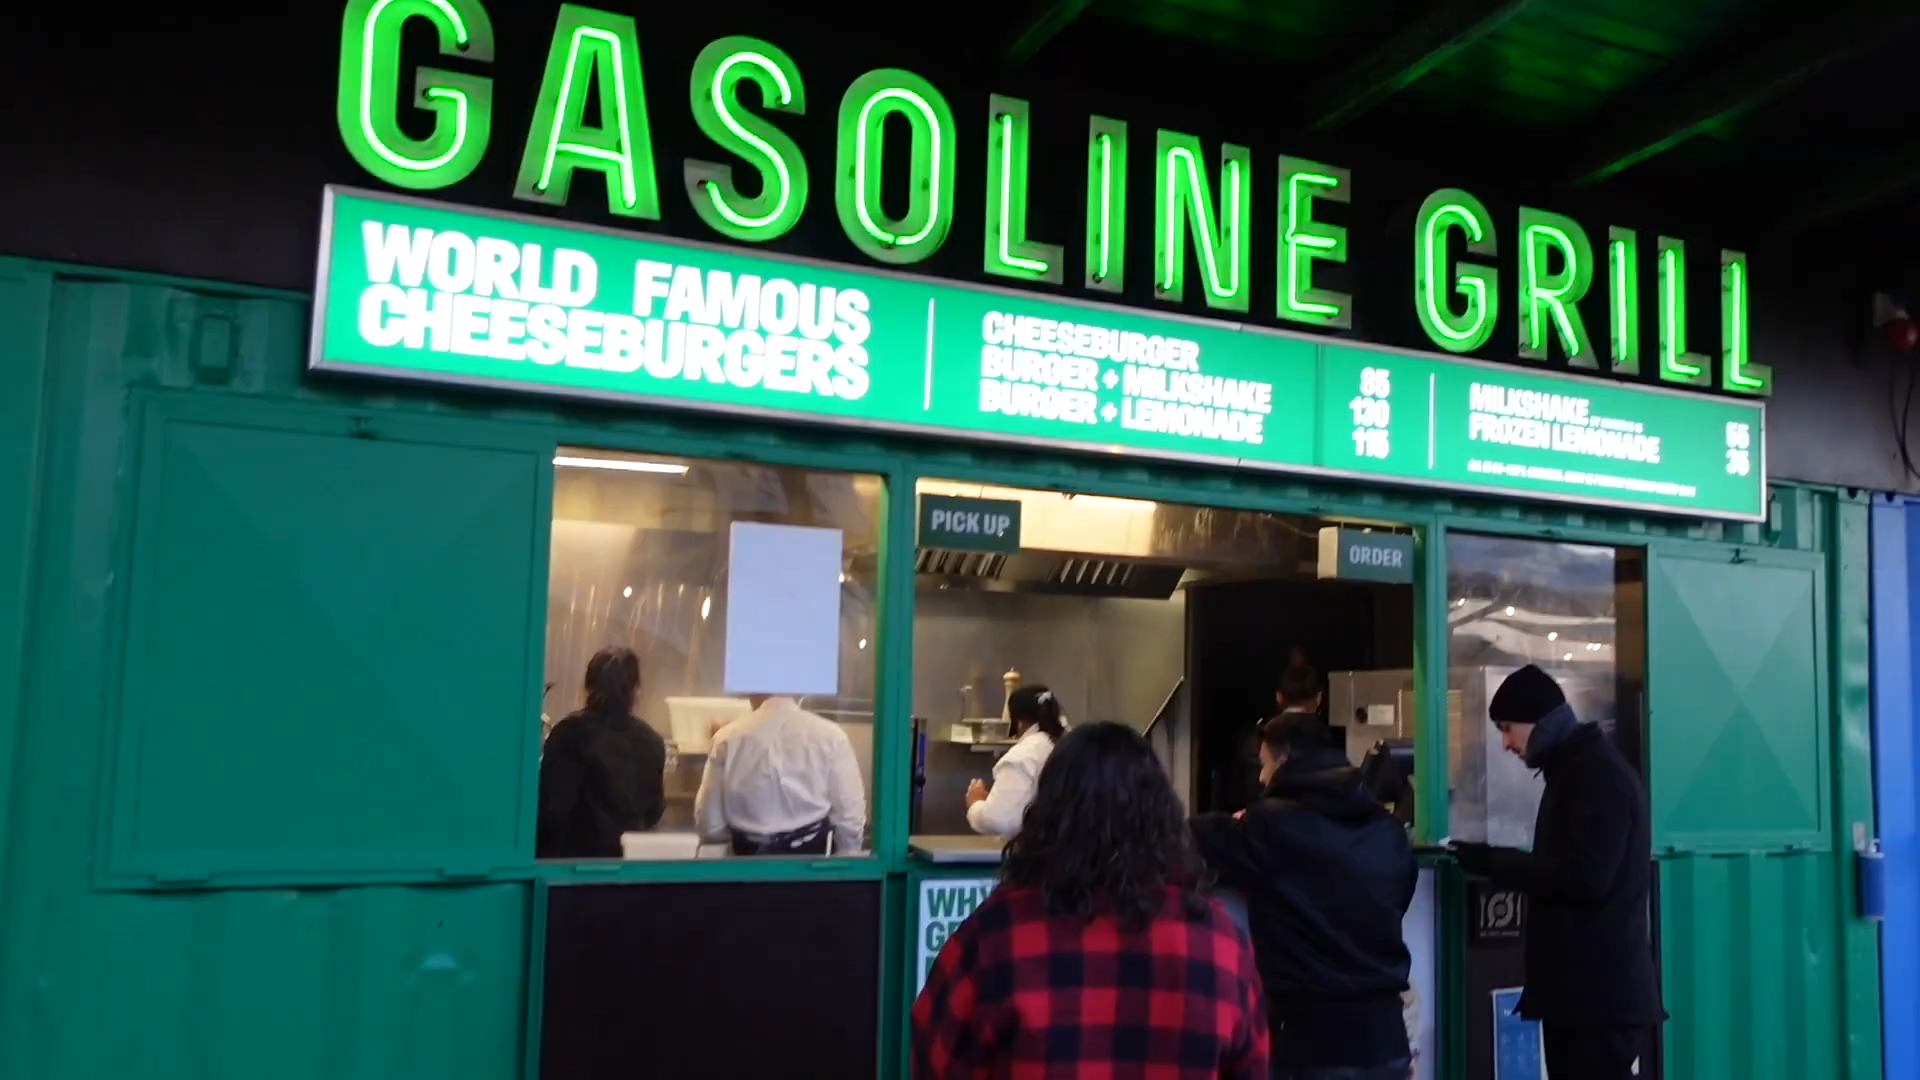 GASOLINE GRILL
WORLD FAMOUS
CHEESEBURGERS
CHEESEBURGER 85
BURGER + MILKSHAKE 130
BURGER + LEMONADE 115
MILKSHAKE 55
FROZEN LEMONADE 35
PICK UP
ORDER
WHY